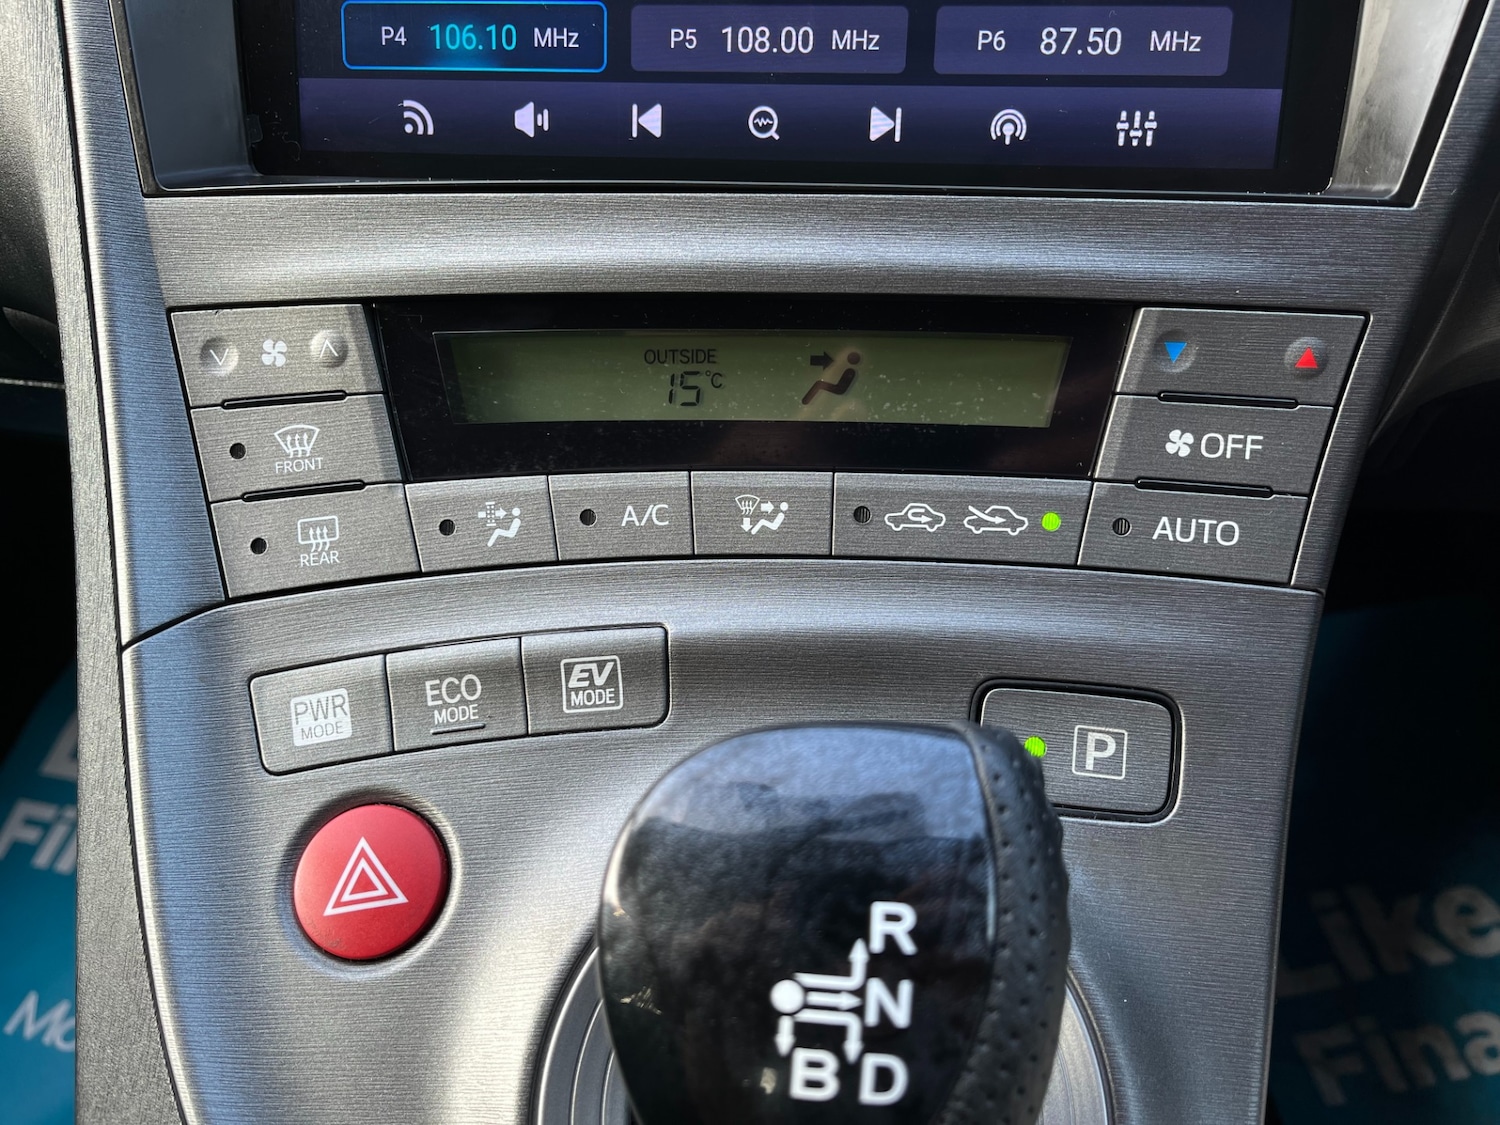 P4 106.10 MHz
P5 108.00 MHz
P6 87.50 MHz
OUTSIDE
15°C
FRONT
REAR
A/C
OFF
AUTO
PWR
MODE
ECO
MODE
EV
MODE
P
R
N
B D
Like